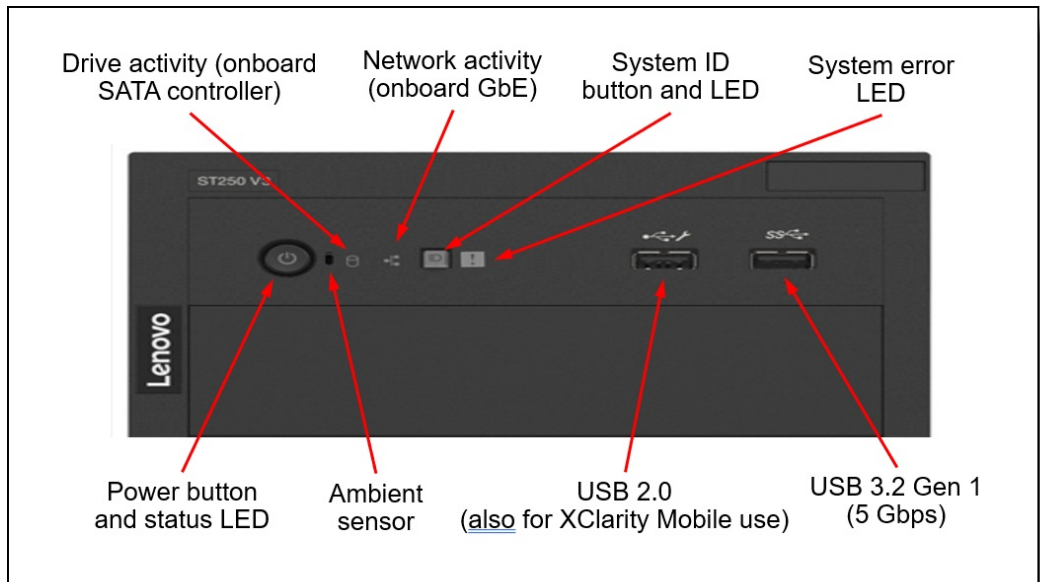 Drive activity (onboard
SATA controller)
Network activity
(onboard GbE)
System ID
button and LED
System error
LED
ST250 V3
ID
!
SS
Lenovo
Power button
and status LED
Ambient
sensor
USB 2.0
(also for XClarity Mobile use)
USB 3.2 Gen 1
(5 Gbps)